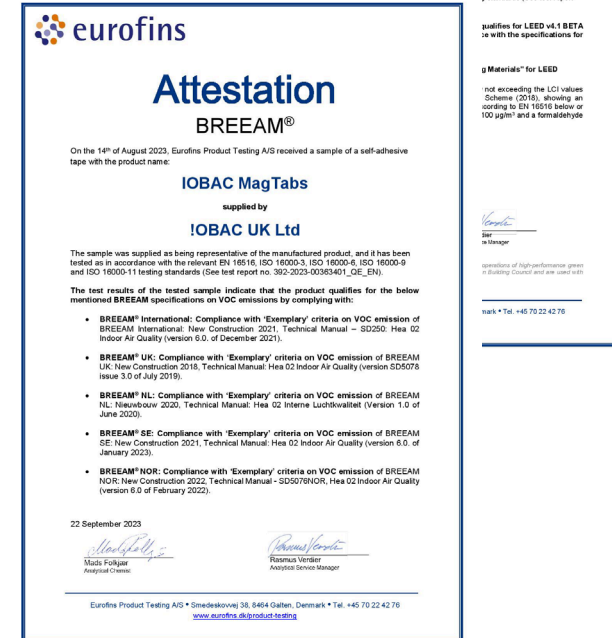 eurofins
Attestation
BREEAM®
On the 14th of August 2023, Eurofins Product Testing A/S received a sample of a self-adhesive
tape with the product name:
IOBAC MagTabs
supplied by
!OBAC UK Ltd
The sample was supplied as being representative of the manufactured product, and it has been
tested as in accordance with the relevant EN 16516, ISO 16000-3, ISO 16000-6, ISO 16000-9
and ISO 16000-11 testing standards (See test report no. 392-2023-00363401_QE_EN).
The test results of the tested sample indicate that the product qualifies for the below
mentioned BREEAM specifications on VOC emissions by complying with:
• BREEAM® International: Compliance with ‘Exemplary’ criteria on VOC emission of
BREEAM International: New Construction 2021, Technical Manual – SD250: Hea 02
Indoor Air Quality (version 6.0. of December 2021).
• BREEAM® UK: Compliance with ‘Exemplary’ criteria on VOC emission of BREEAM
UK: New Construction 2018, Technical Manual: Hea 02 Indoor Air Quality (version SD5078
issue 3.0 of July 2019).
• BREEAM® NL: Compliance with ‘Exemplary’ criteria on VOC emission of BREEAM
NL: Nieuwbouw 2020, Technical Manual: Hea 02 Interne Luchtkwaliteit (Version 1.0 of
June 2020).
• BREEAM® SE: Compliance with ‘Exemplary’ criteria on VOC emission of BREEAM
SE: New Construction 2021, Technical Manual: Hea 02 Indoor Air Quality (version 6.0. of
January 2023).
• BREEAM® NOR: Compliance with ‘Exemplary’ criteria on VOC emission of BREEAM
NOR: New Construction 2022, Technical Manual - SD5076NOR, Hea 02 Indoor Air Quality
(version 6.0 of February 2022).
22 September 2023
Mads Folkjær
Analytical Chemist
Rasmus Verdier
Analytical Service Manager
Eurofins Product Testing A/S • Smedeskovvej 38, 8464 Galten, Denmark • Tel. +45 70 22 42 76
www.eurofins.dk/product-testing
qualifies for LEED v4.1 BETA
with the specifications for
g Materials" for LEED
not exceeding the LCI values
Scheme (2018), showing an
according to EN 16516 below or
100 µg/m³ and a formaldehyde
Manager
operations of high-performance green
n Building Council and are used with
mark • Tel. +45 70 22 42 76